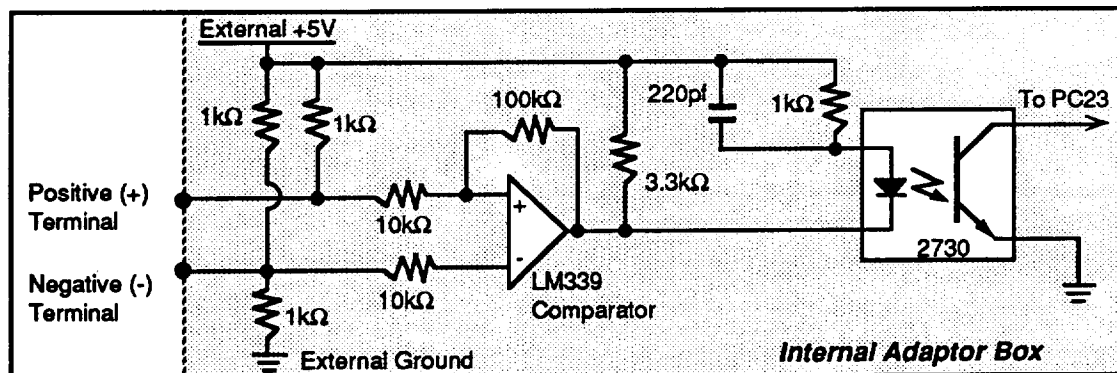 External +5V
1kΩ
1kΩ
100kΩ
220pf
1kΩ
To PC23
3.3kΩ
Positive (+)
Terminal
10kΩ
+
-
2730
Negative (-)
Terminal
10kΩ
LM339
Comparator
1kΩ
External Ground
Internal Adaptor Box